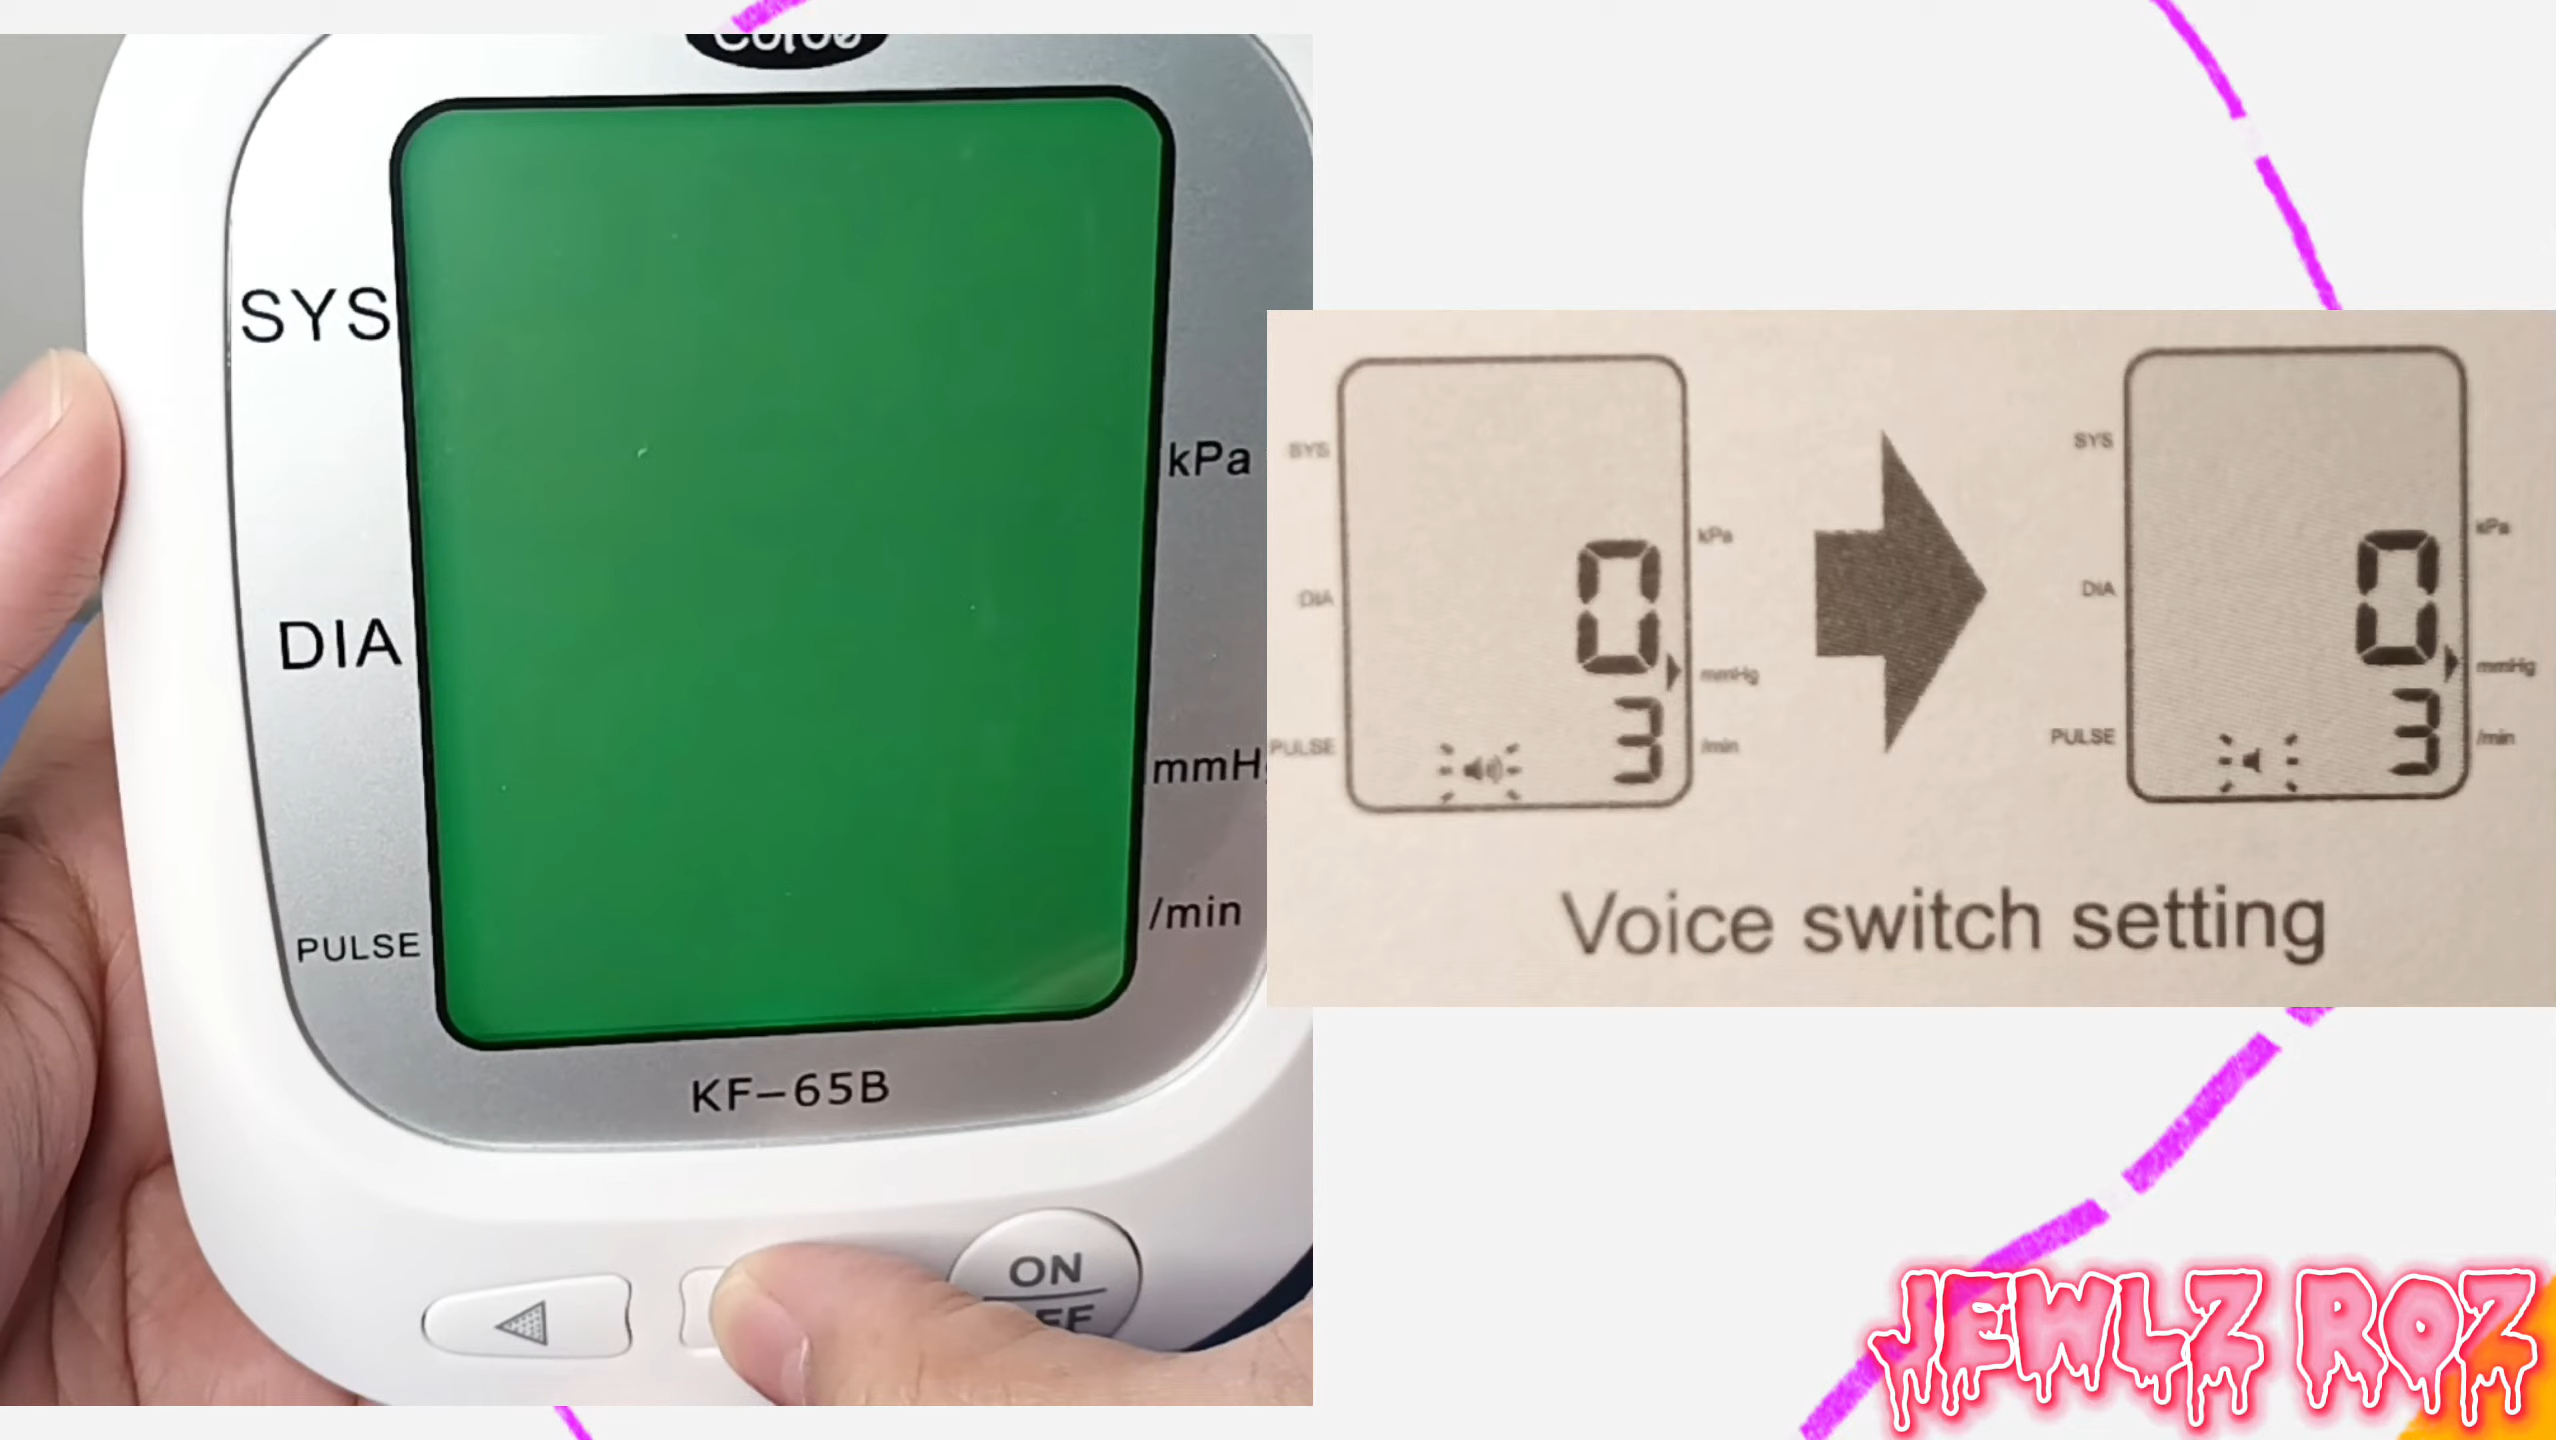 SYS
kPa
DIA
mmH
PULSE
/min
KF-65B
ON
SYS
kPa
DIA
0
mmHg
PULSE
3
/min
SYS
kPa
DIA
0
mmHg
PULSE
3
/min
Voice switch setting
JEWLZ ROZ